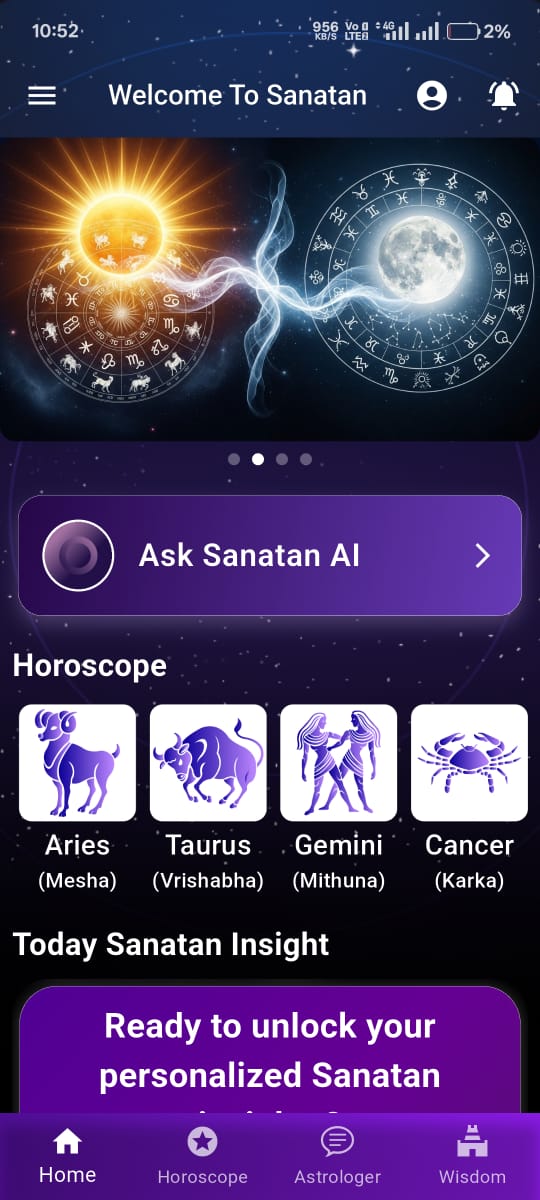 10:52
956 KB/S Vo LTE 4G 2%
Welcome To Sanatan
Ask Sanatan AI
Horoscope
Aries Taurus Gemini Cancer
(Mesha) (Vrishabha) (Mithuna) (Karka)
Today Sanatan Insight
Ready to unlock your
personalized Sanatan
Home Horoscope Astrologer Wisdom